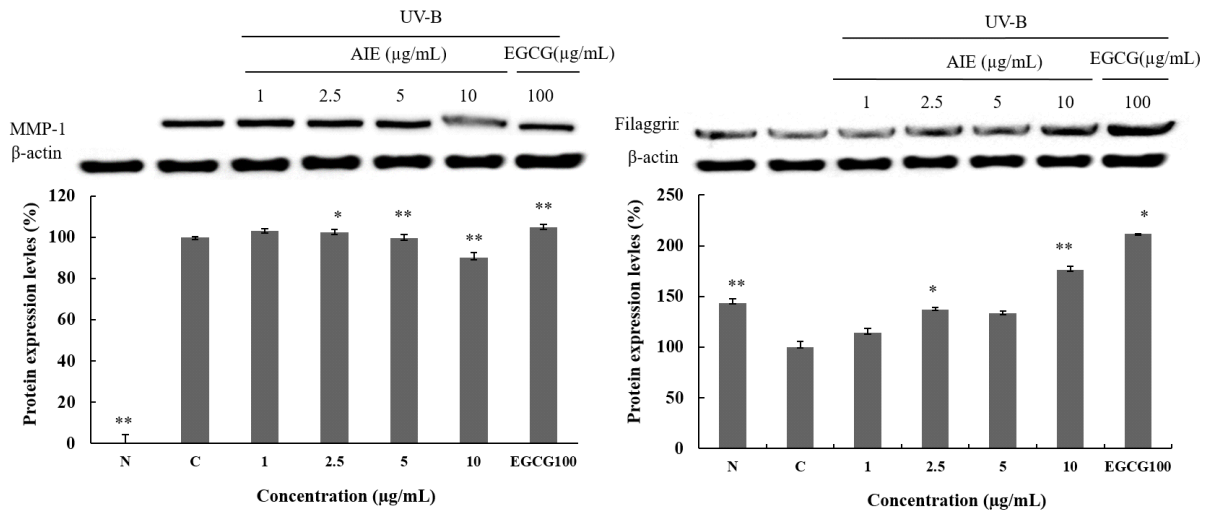 UV-B
AIE (μg/mL) EGCG(μg/mL)
1 2.5 5 10 100
MMP-1
β-actin
Protein expression levles (%)
120
100
80
60
40
20
0
** * ** ** **
N C 1 2.5 5 10 EGCG100
Concentration (μg/mL)
UV-B
AIE (μg/mL) EGCG(μg/mL)
1 2.5 5 10 100
Filaggrir
β-actin
Protein expression levles (%)
250
200
150
100
50
0
** * ** *
N C 1 2.5 5 10 EGCG100
Concentration (μg/mL)